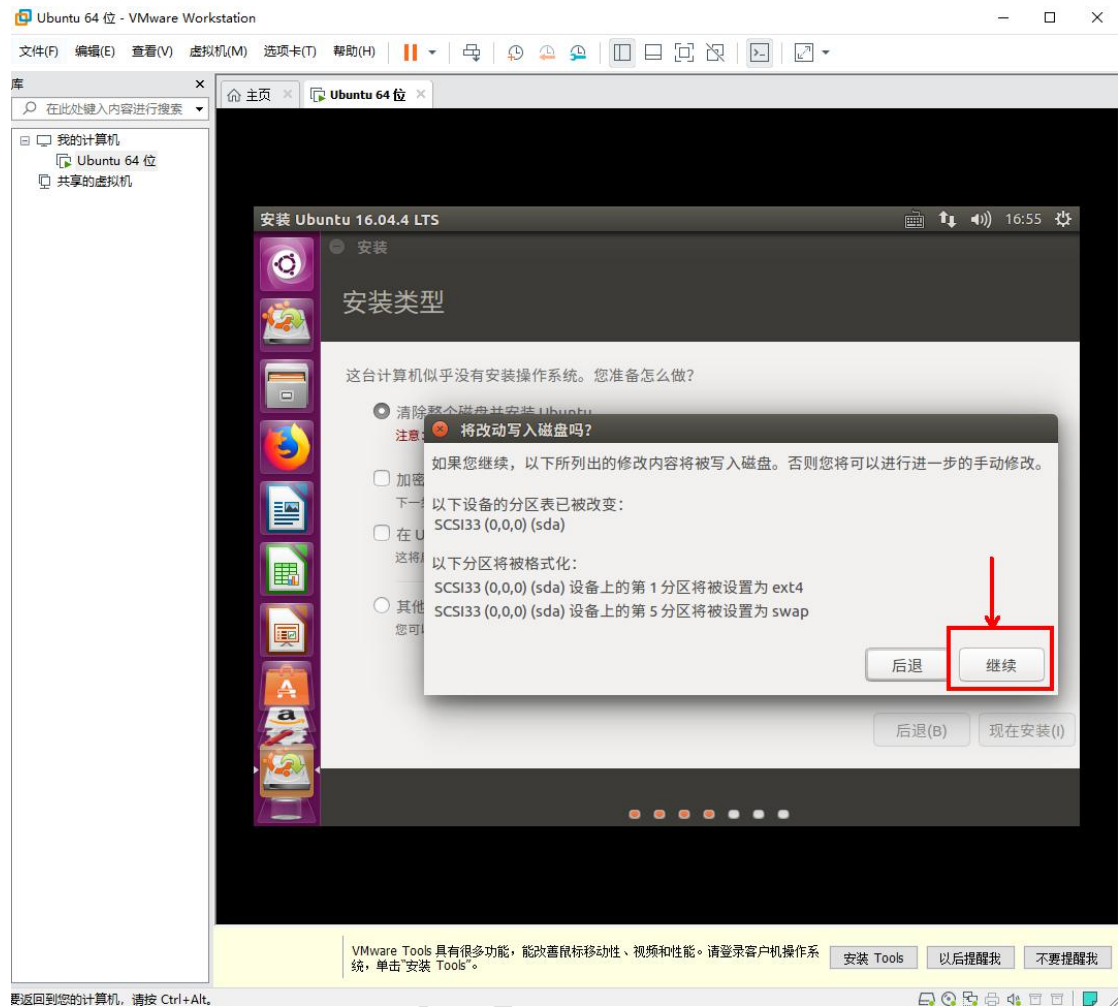 Ubuntu 64 位 - VMware Workstation
文件(F) 编辑(E) 查看(V) 虚拟机(M) 选项卡(T) 帮助(H)
库
在此处键入内容进行搜索
我的计算机
Ubuntu 64 位
共享的虚拟机
主页
Ubuntu 64 位
安装 Ubuntu 16.04.4 LTS
16:55
安装
安装类型
这台计算机似乎没有安装操作系统。您准备怎么做?
清除整个磁盘并安装 Ubuntu
注意:
加密
下一
在 U
这将
其他
您可
将改动写入磁盘吗?
如果您继续，以下所列出的修改内容将被写入磁盘。否则您将可以进行进一步的手动修改。
以下设备的分区表已被改变:
SCSI33 (0,0,0) (sda)
以下分区将被格式化:
SCSI33 (0,0,0) (sda) 设备上的第 1 分区将被设置为 ext4
SCSI33 (0,0,0) (sda) 设备上的第 5 分区将被设置为 swap
后退 继续
后退(B) 现在安装(I)
VMware Tools 具有很多功能，能改善鼠标移动性、视频和性能。请登录客户机操作系
统，单击“安装 Tools”。
安装 Tools 以后提醒我 不要提醒我
要返回到您的计算机，请按 Ctrl+Alt。